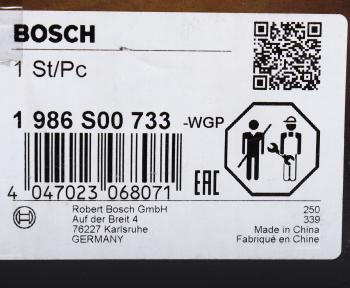 BOSCH
1 St/Pc
1 986 S00 733 -WGP
4 047023 068071
EAC
Robert Bosch GmbH
Auf der Breit 4
76227 Karlsruhe
GERMANY
250
339
Made in China
Fabriqué en Chine